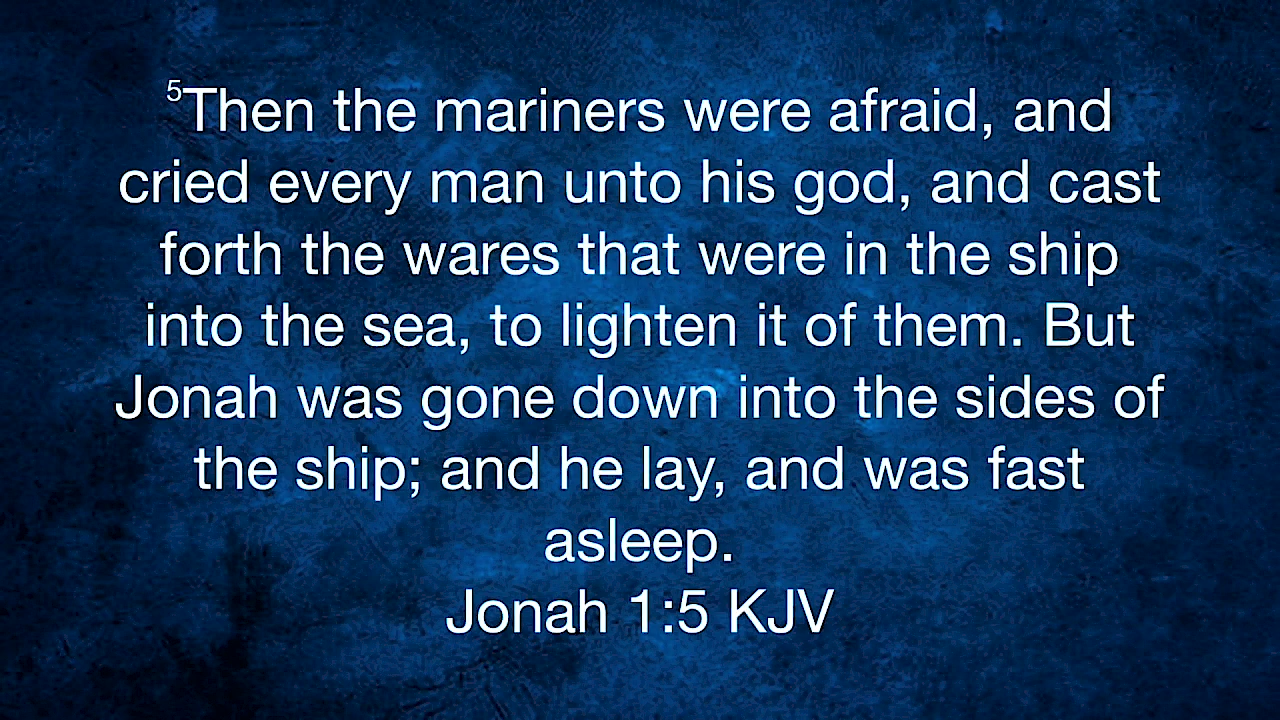 ⁵Then the mariners were afraid, and
cried every man unto his god, and cast
forth the wares that were in the ship
into the sea, to lighten it of them. But
Jonah was gone down into the sides of
the ship; and he lay, and was fast
asleep.
Jonah 1:5 KJV